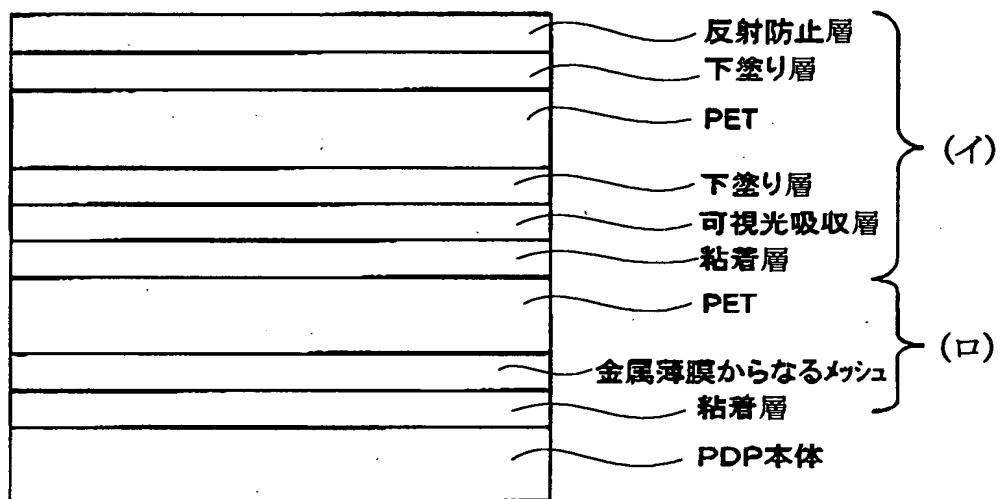 反射防止層
下塗り層
PET
(イ)
下塗り層
可視光吸収層
粘着層
PET
(ロ)
金属薄膜からなるメッシュ
粘着層
PDP本体